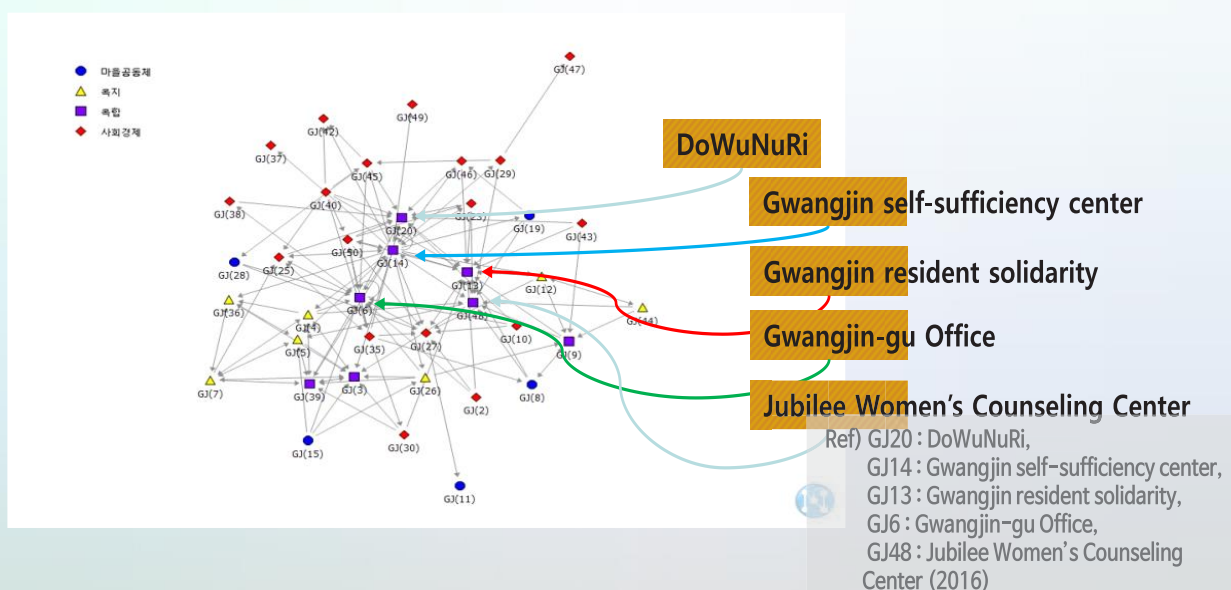 마을공동체
복지
복합
사회경제
GJ(47)
GJ(49)
GJ(42)
GJ(37)
GJ(45)
GJ(46)
GJ(29)
GJ(40)
GJ(38)
GJ(20)
GJ(23)
GJ(19)
GJ(43)
GJ(50)
GJ(14)
GJ(28)
GJ(25)
GJ(13)
GJ(12)
GJ(36)
GJ(6)
GJ(48)
GJ(44)
GJ(4)
GJ(5)
GJ(35)
GJ(27)
GJ(10)
GJ(9)
GJ(7)
GJ(39)
GJ(3)
GJ(26)
GJ(2)
GJ(8)
GJ(15)
GJ(30)
GJ(11)
DoWuNuRi
Gwangjin self-sufficiency center
Gwangjin resident solidarity
Gwangjin-gu Office
Jubilee Women's Counseling Center
Ref) GJ20 : DoWuNuRi,
GJ14 : Gwangjin self-sufficiency center,
GJ13 : Gwangjin resident solidarity,
GJ6 : Gwangjin-gu Office,
GJ48 : Jubilee Women's Counseling
Center (2016)